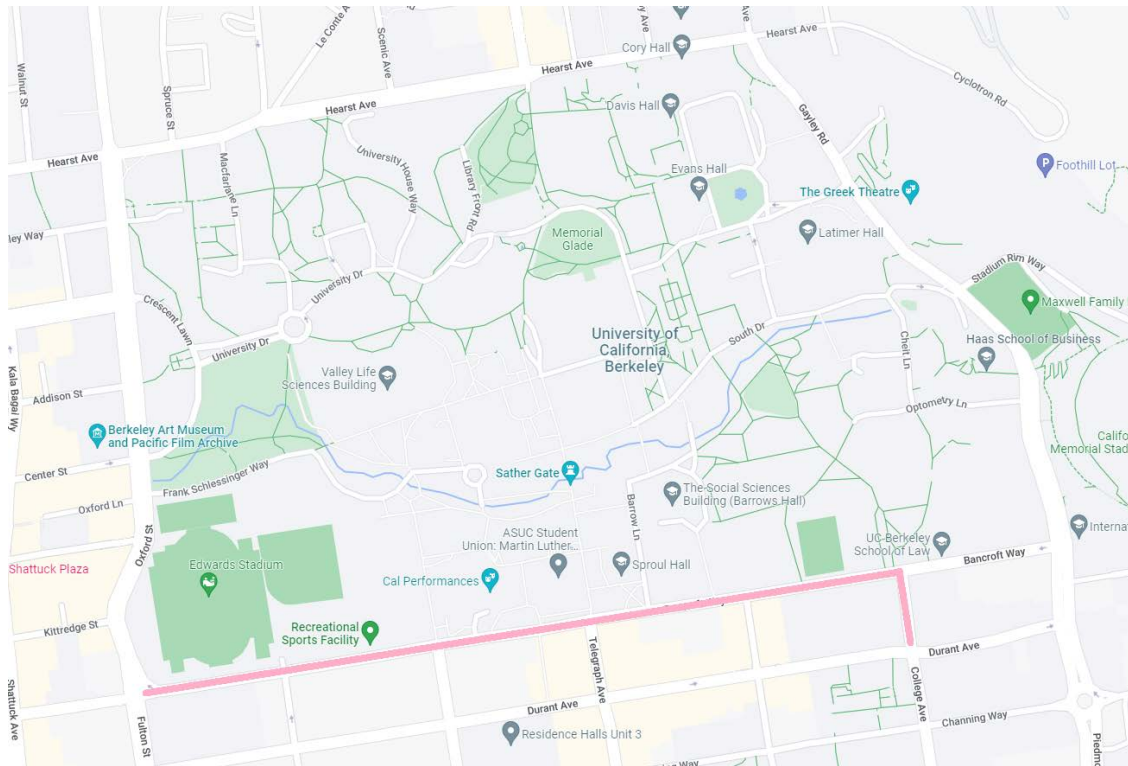 Le Conte A
Scenic Ave
Walnut St
Spruce St
Hearst Ave
Hearst Ave
Hearst Ave
Hearst Ave
Cory Hall
Cyclotron Rd
Gayley Rd
Davis Hall
Macfarlane Ln
University House Way
Library Front Rd
Evans Hall
The Greek Theatre
Foothill Lot
Latimer Hall
ley Way
Memorial
Glade
Stadium Rim Way
Maxwell Family
Crescent Lawn
University Dr
University Dr
University of
California,
Berkeley
South Dr
Cheit Ln
Haas School of Business
Valley Life
Sciences Building
Kala Bagai Wy
Addison St
Optometry Ln
Berkeley Art Museum
and Pacific Film Archive
Califo
Memorial Stad
Center St
Frank Schlessinger Way
Sather Gate
Oxford Ln
Oxford St
Barrow Ln
The Social Sciences
Building (Barrows Hall)
Internat
ASUC Student
Union: Martin Luther...
UC Berkeley
School of Law
Bancroft Way
Shattuck Plaza
Edwards Stadium
Sproul Hall
Cal Performances
Kittredge St
Recreational
Sports Facility
Telegraph Ave
Durant Ave
Durant Ave
College Ave
Shattuck Ave
Fulton St
Channing Way
Residence Halls Unit 3
Piedm